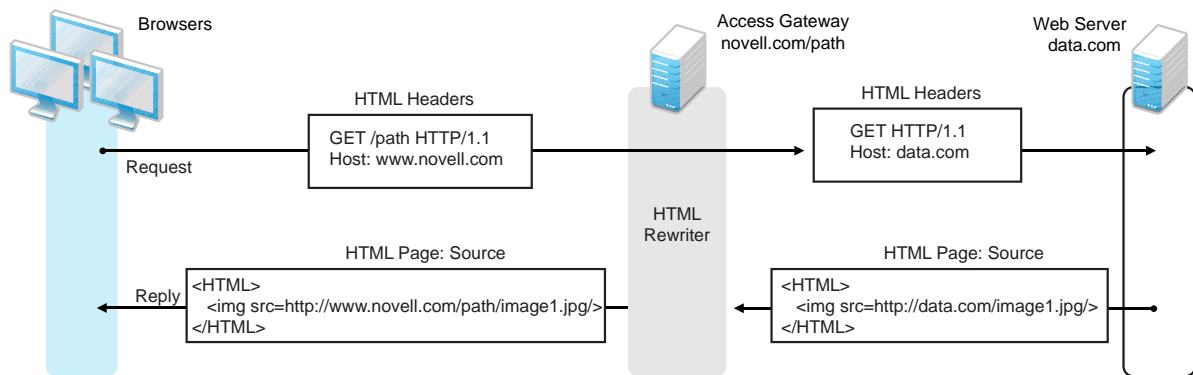 Browsers
Access Gateway
novell.com/path
Web Server
data.com
HTML Headers
GET /path HTTP/1.1
Host: www.novell.com
Request
HTML Headers
GET HTTP/1.1
Host: data.com
HTML
Rewriter
HTML Page: Source
Reply
<HTML>
<img src=http://www.novell.com/path/image1.jpg/>
</HTML>
HTML Page: Source
<HTML>
<img src=http://data.com/image1.jpg/>
</HTML>